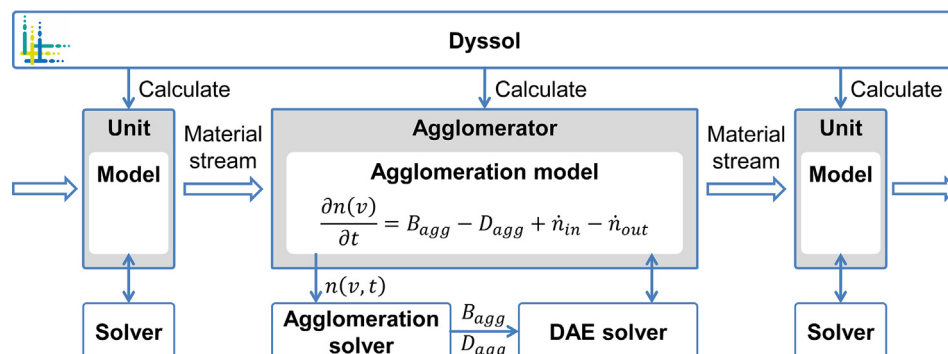 Dyssol
Calculate
Calculate
Calculate
Unit
Model
Material
stream
Agglomerator
Agglomeration model
∂n(v)/∂t = B_agg − D_agg + ṅ_in − ṅ_out
Material
stream
Unit
Model
n(v,t)
Solver
Agglomeration
solver
B_agg
D_agg
DAE solver
Solver